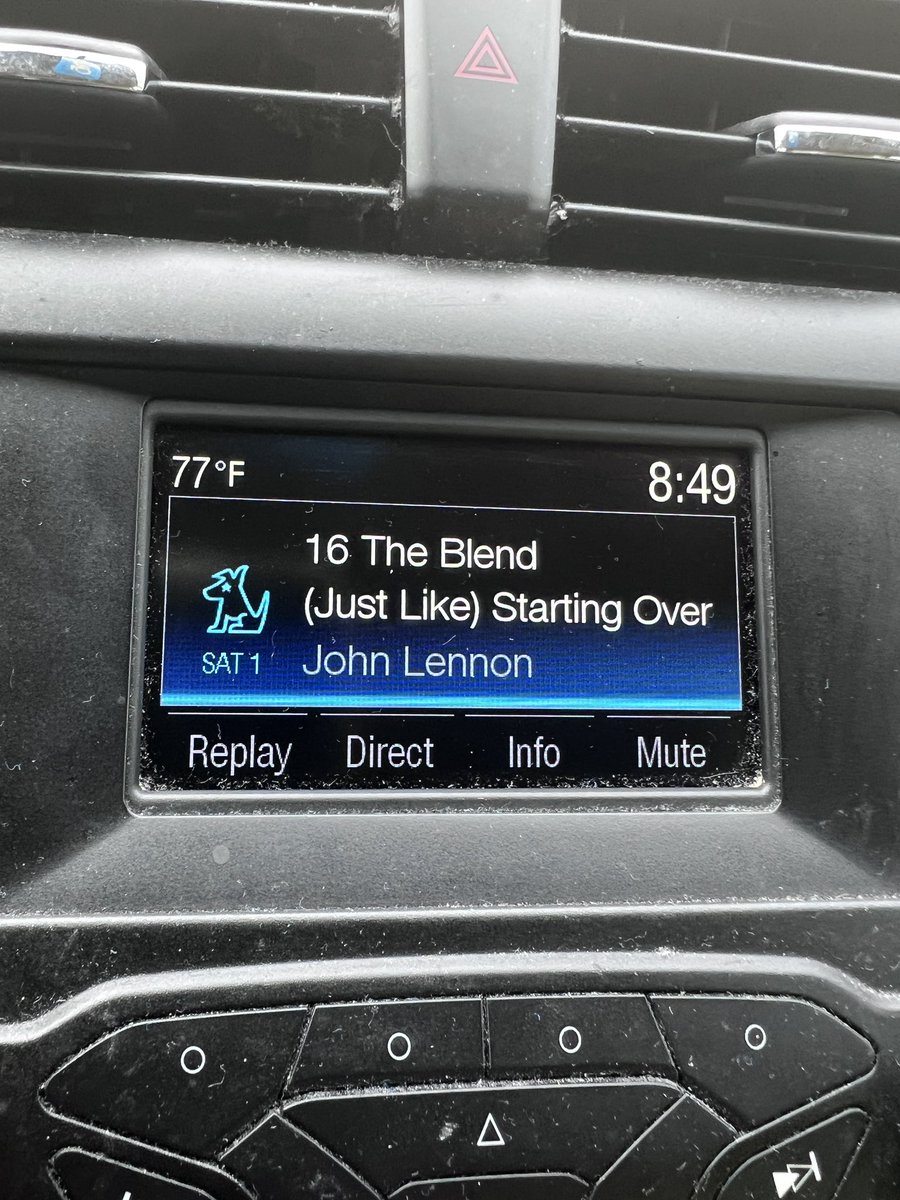 77°F
8:49
16 The Blend
(Just Like) Starting Over
SAT 1
John Lennon
Replay
Direct
Info
Mute